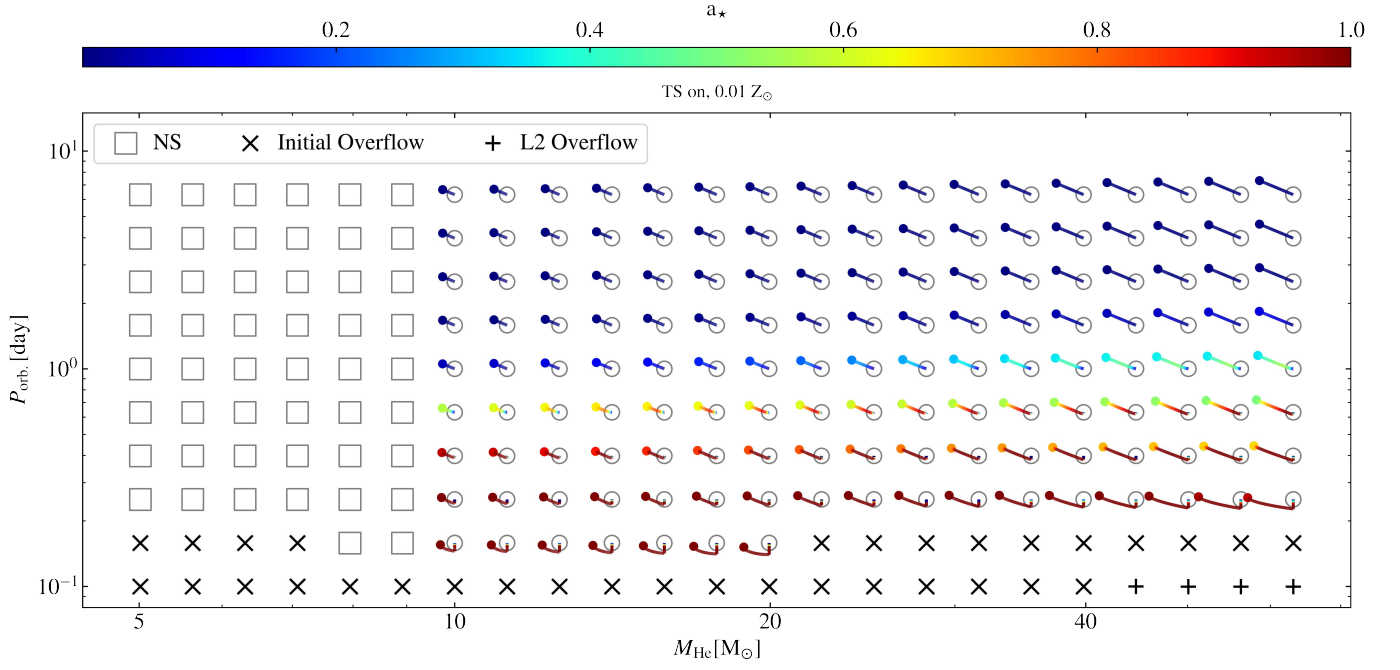 a⋆
0.2 0.4 0.6 0.8 1.0
TS on, 0.01 Z⊙
NS Initial Overflow L2 Overflow
10¹
10⁰
10⁻¹
P_orb. [day]
5 10 20 40
M_He[M⊙]